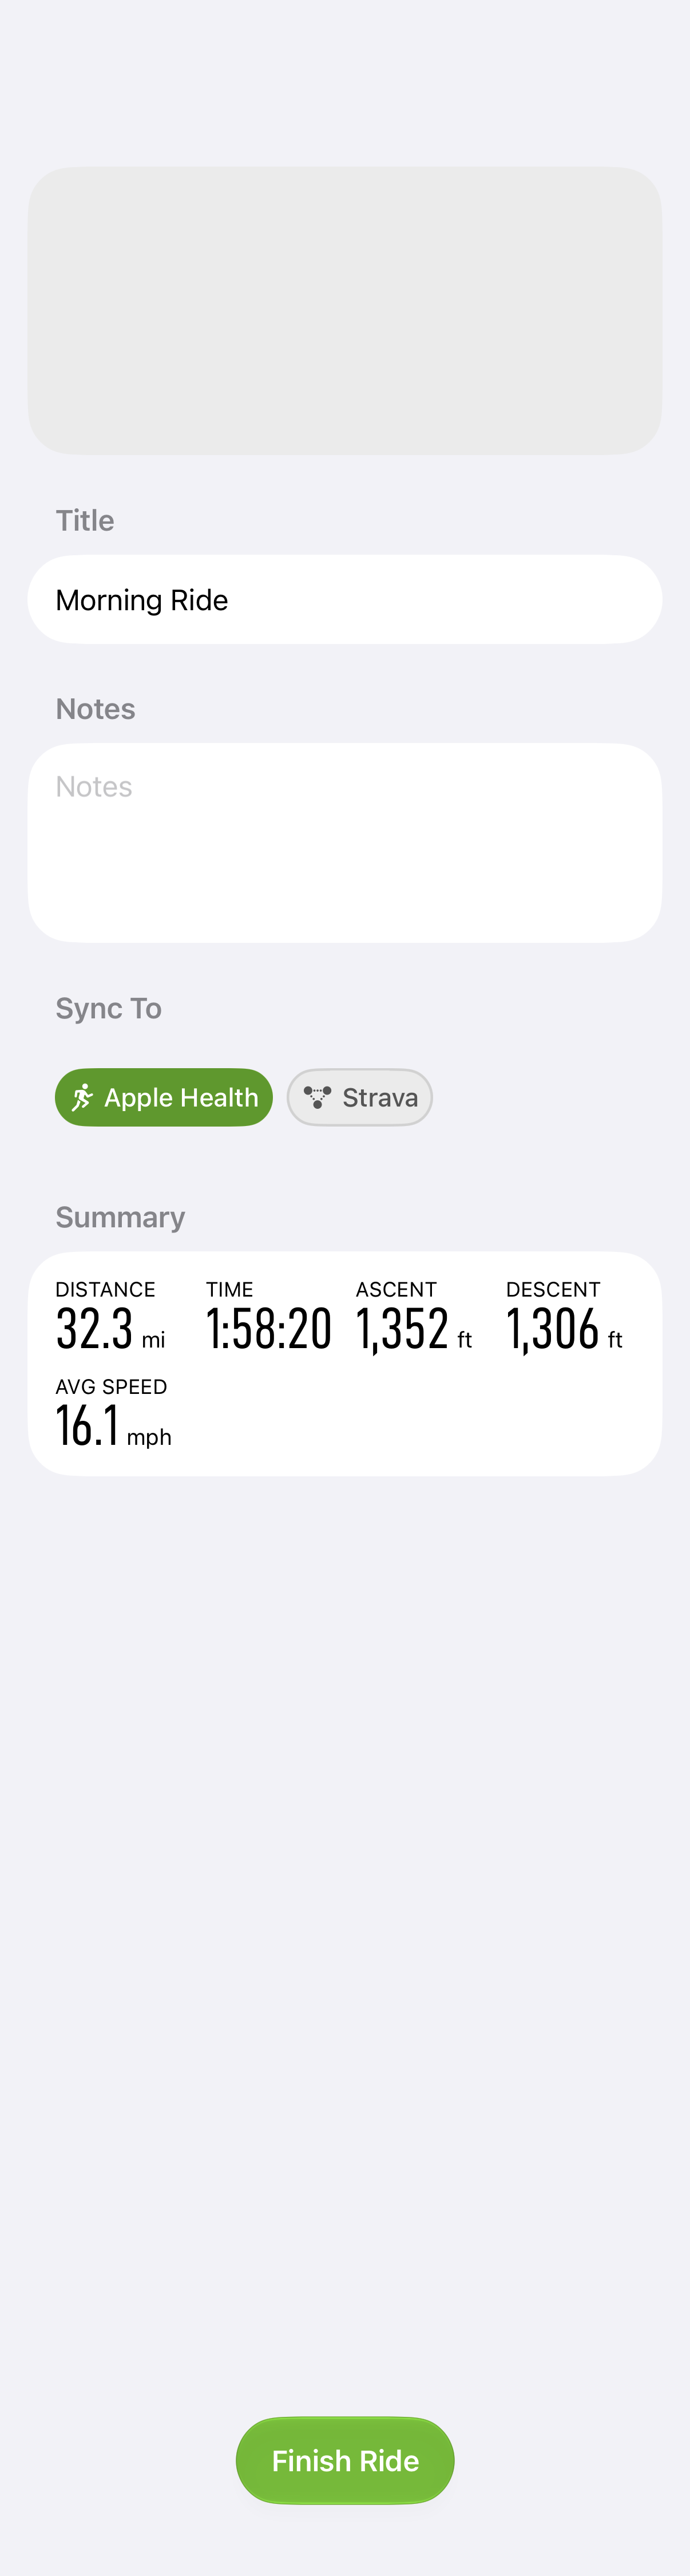 Title
Morning Ride
Notes
Notes
Sync To
Apple Health Strava
Summary
DISTANCE TIME ASCENT DESCENT
32.3 mi 1:58:20 1,352 ft 1,306 ft
AVG SPEED
16.1 mph
Finish Ride